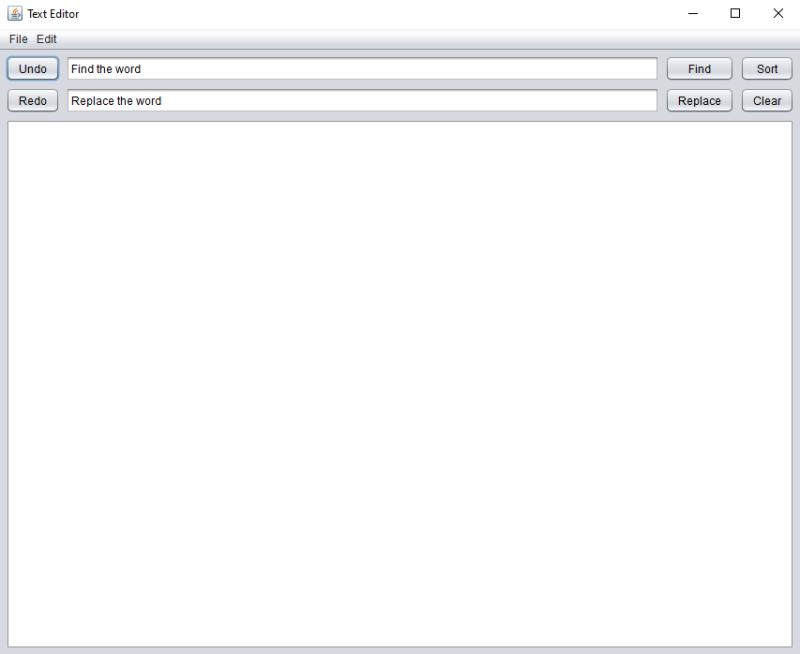 Text Editor
File Edit
Undo Find the word Find Sort
Redo Replace the word Replace Clear